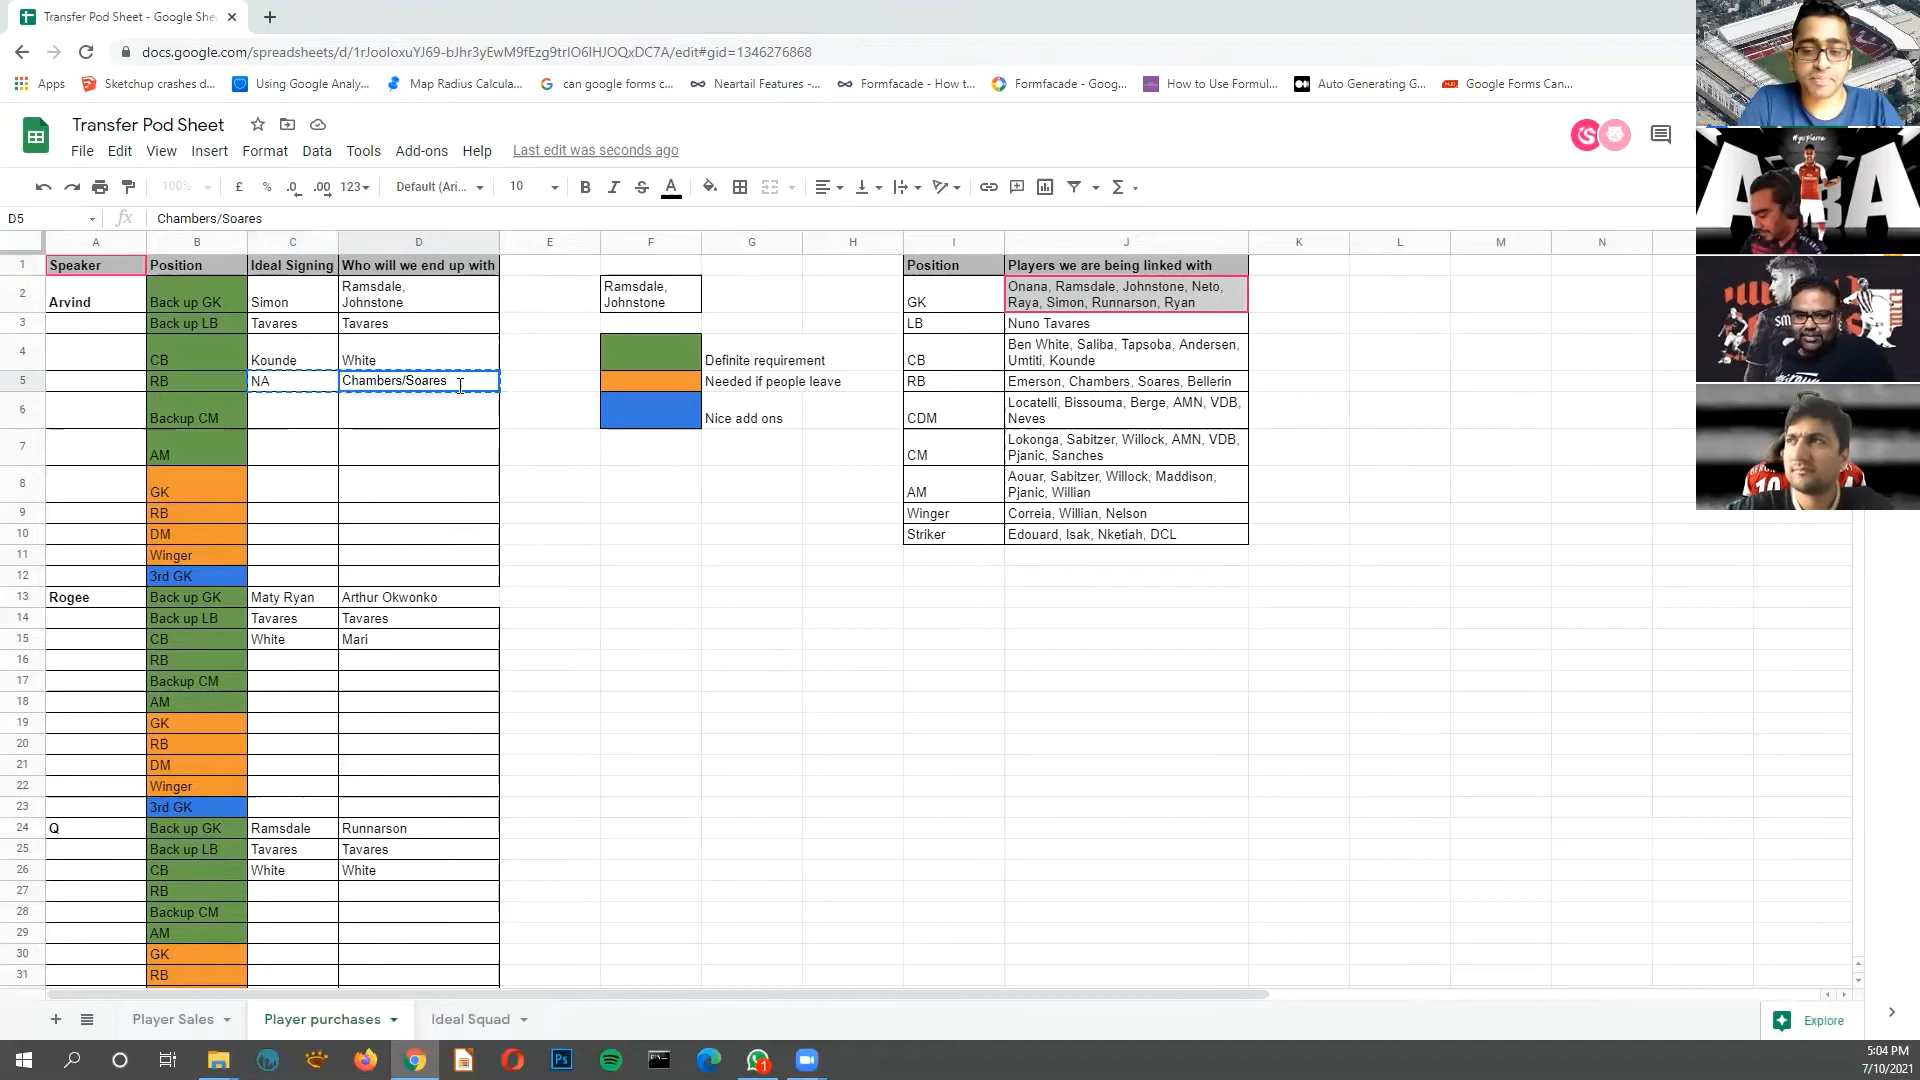 Transfer Pod Sheet - Google She
docs.google.com/spreadsheets/d/1rJooloxuYJ69-bJhr3yEwM9fEzg9trlO6lHJOQxDC7A/edit#gid=1346276868
Apps Sketchup crashes d... Using Google Analy... Map Radius Calcula... can google forms c... Neartail Features -... Formfacade - How t... Formfacade - Goog... How to Use Formul... Auto Generating G... Google Forms Can...
Transfer Pod Sheet
File Edit View Insert Format Data Tools Add-ons Help Last edit was seconds ago
100% £ % .0 .00 123 Default (Ari... 10 B I S A
D5 fx Chambers/Soares
A B C D E F G H I J K L M N
1 Speaker Position Ideal Signing Who will we end up with Position Players we are being linked with
2 Arvind Back up GK Simon Ramsdale, Johnstone Ramsdale, Johnstone GK Onana, Ramsdale, Johnstone, Neto, Raya, Simon, Runnarson, Ryan
3 Back up LB Tavares Tavares LB Nuno Tavares
4 CB Kounde White Definite requirement CB Ben White, Saliba, Tapsoba, Andersen, Umtiti, Kounde
5 RB NA Chambers/Soares Needed if people leave RB Emerson, Chambers, Soares, Bellerin
6 Backup CM Nice add ons CDM Locatelli, Bissouma, Berge, AMN, VDB, Neves
7 AM CM Lokonga, Sabitzer, Willock, AMN, VDB, Pjanic, Sanches
8 GK AM Aouar, Sabitzer, Willock, Maddison, Pjanic, Willian
9 RB Winger Correia, Willian, Nelson
10 DM Striker Edouard, Isak, Nketiah, DCL
11 Winger
12 3rd GK
13 Rogee Back up GK Maty Ryan Arthur Okwonko
14 Back up LB Tavares Tavares
15 CB White Mari
16 RB
17 Backup CM
18 AM
19 GK
20 RB
21 DM
22 Winger
23 3rd GK
24 Q Back up GK Ramsdale Runnarson
25 Back up LB Tavares Tavares
26 CB White White
27 RB
28 Backup CM
29 AM
30 GK
31 RB
Player Sales Player purchases Ideal Squad Explore
5:04 PM
7/10/2021